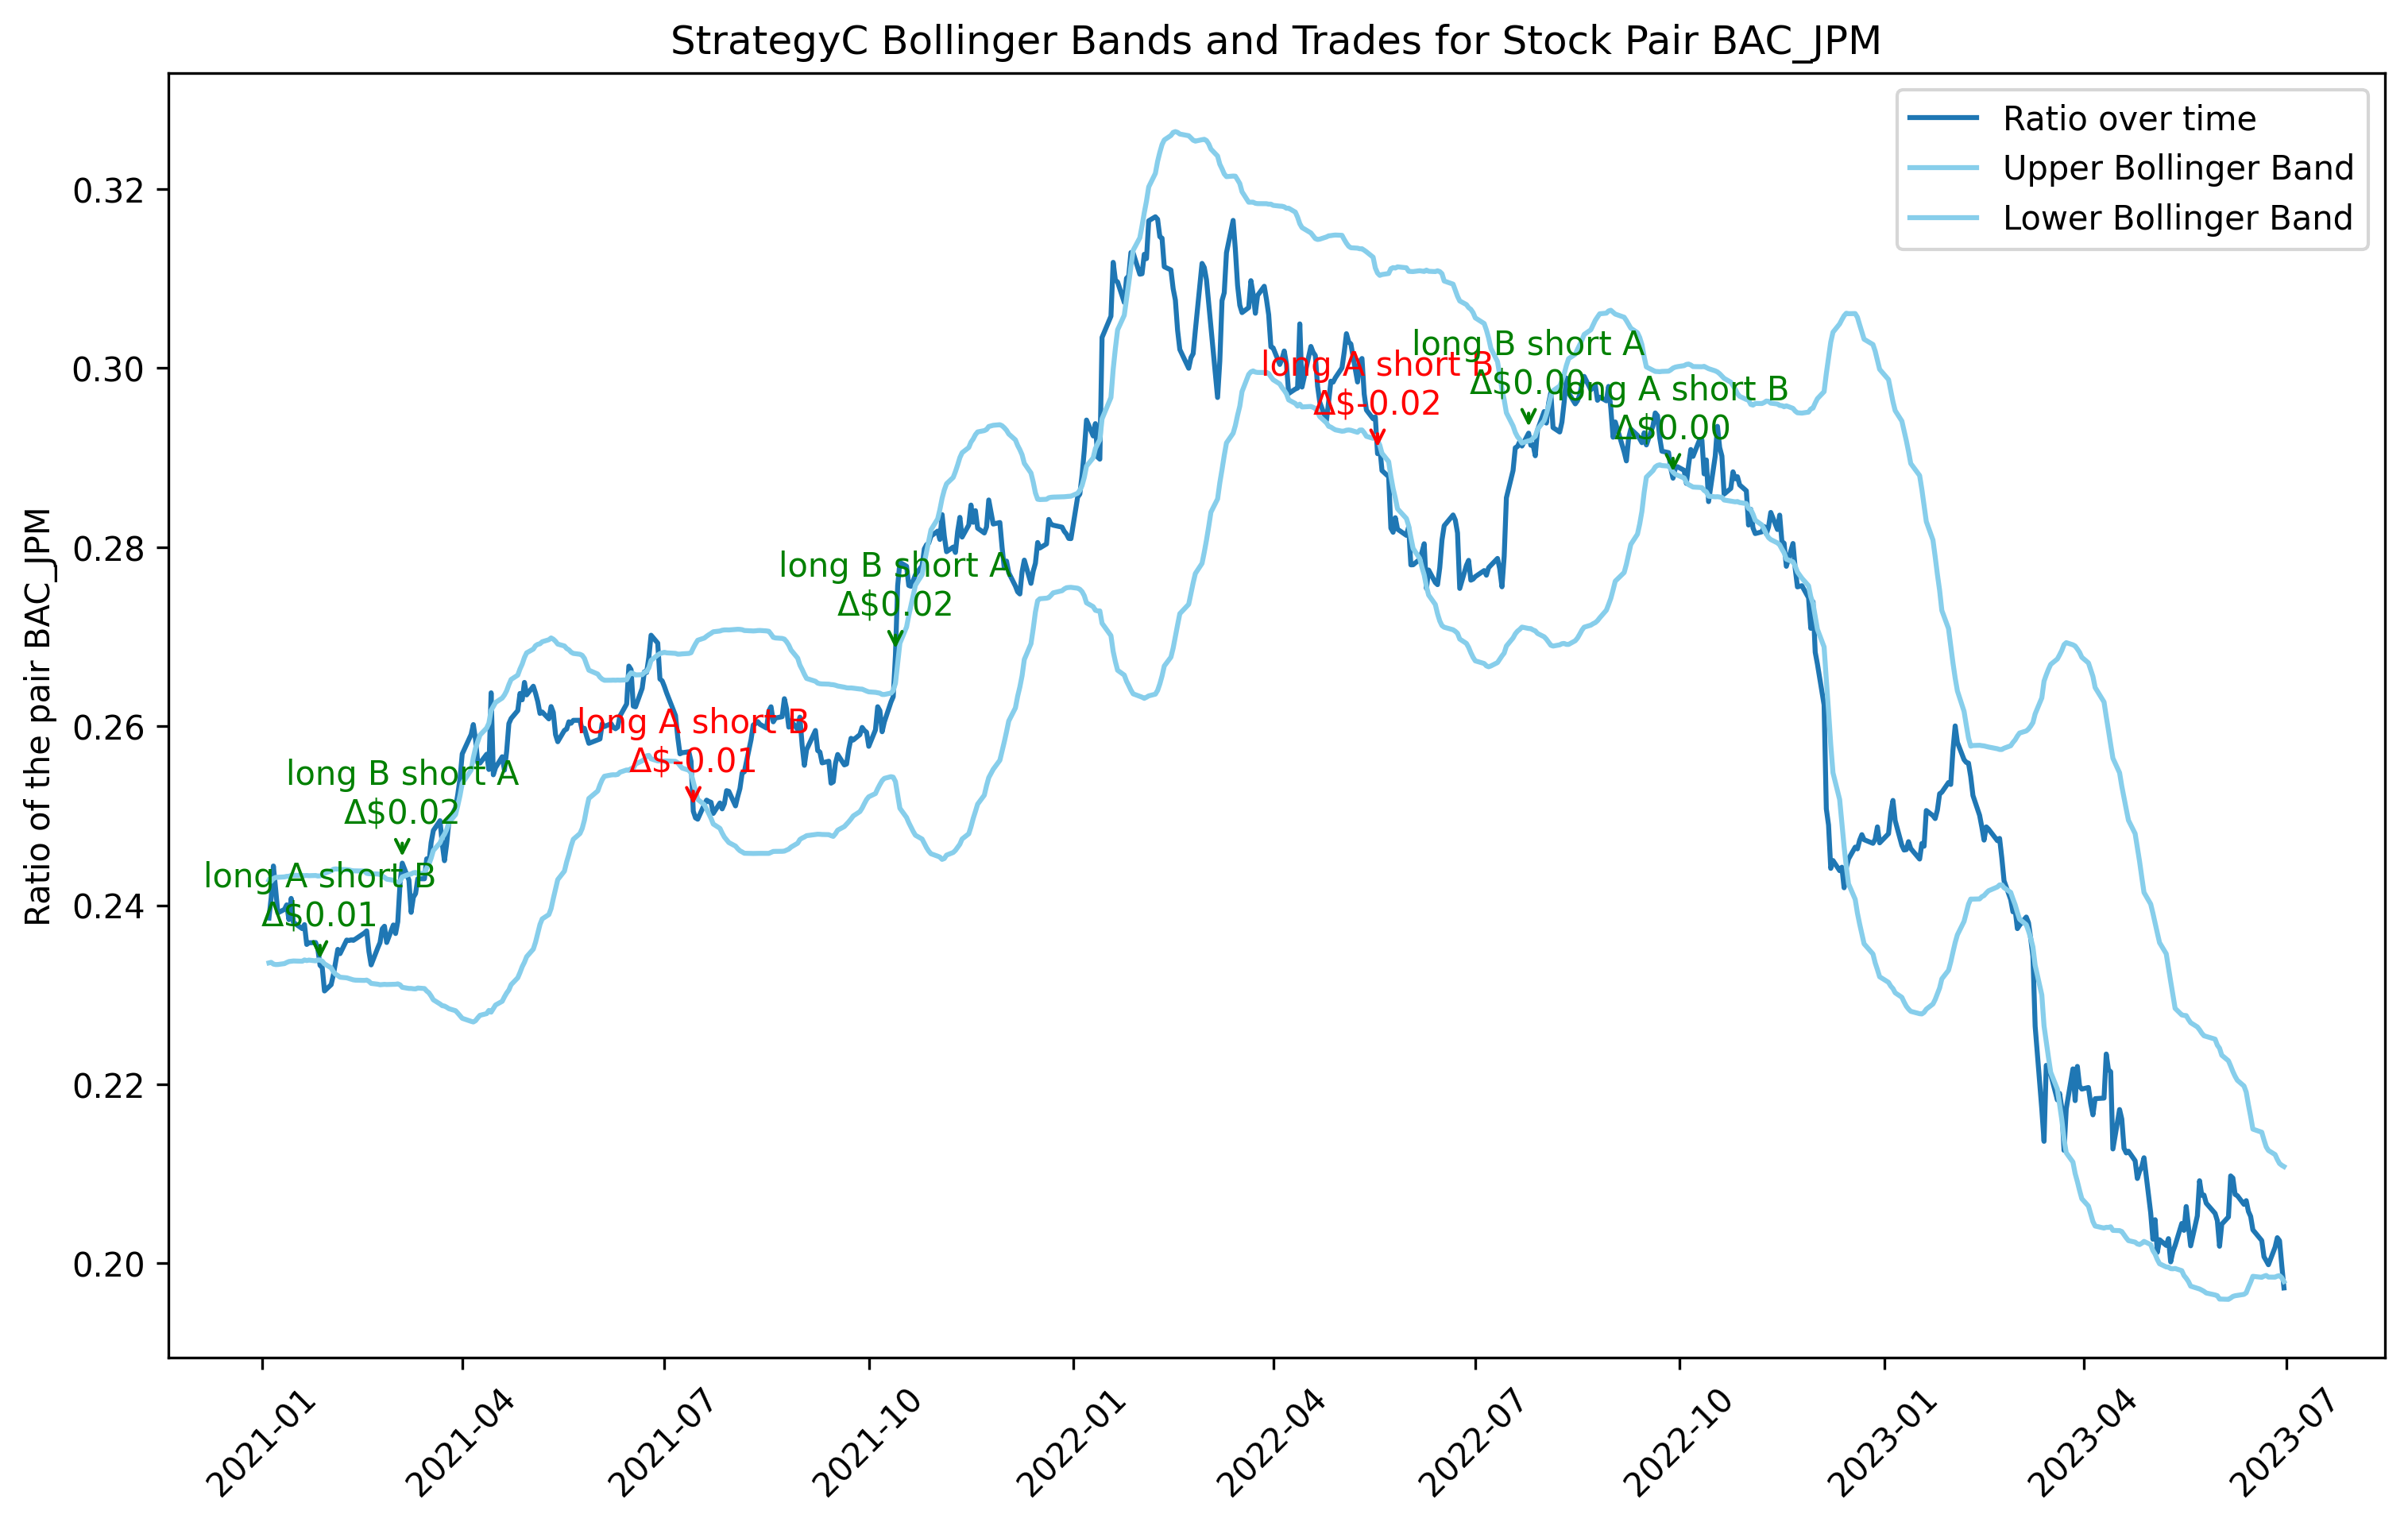 StrategyC Bollinger Bands and Trades for Stock Pair BAC_JPM
Ratio over time
Upper Bollinger Band
Lower Bollinger Band
Ratio of the pair BAC_JPM
0.32
0.30
0.28
0.26
0.24
0.22
0.20
long A short B
Δ$0.01
long B short A
Δ$0.02
long A short B
Δ$-0.01
long B short A
Δ$0.02
long A short B
Δ$-0.02
long B short A
Δ$0.00
long A short B
Δ$0.00
2021-01
2021-04
2021-07
2021-10
2022-01
2022-04
2022-07
2022-10
2023-01
2023-04
2023-07